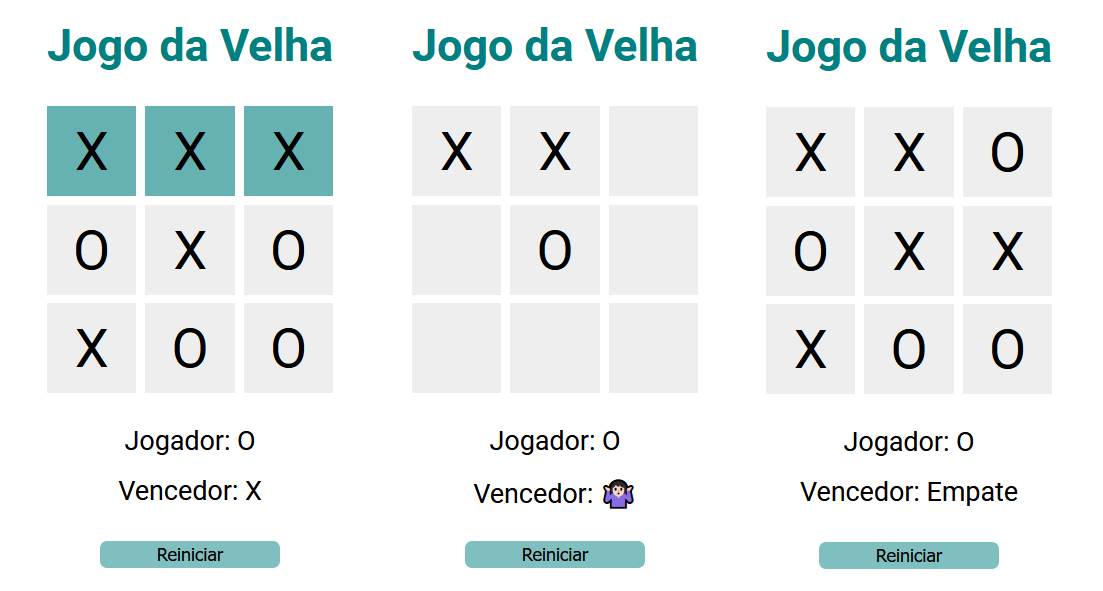 Jogo da Velha
X X X
O X O
X O O
Jogador: O
Vencedor: X
Reiniciar
Jogo da Velha
X X
O
Jogador: O
Vencedor: 🤷🏻‍♀️
Reiniciar
Jogo da Velha
X X O
O X X
X O O
Jogador: O
Vencedor: Empate
Reiniciar